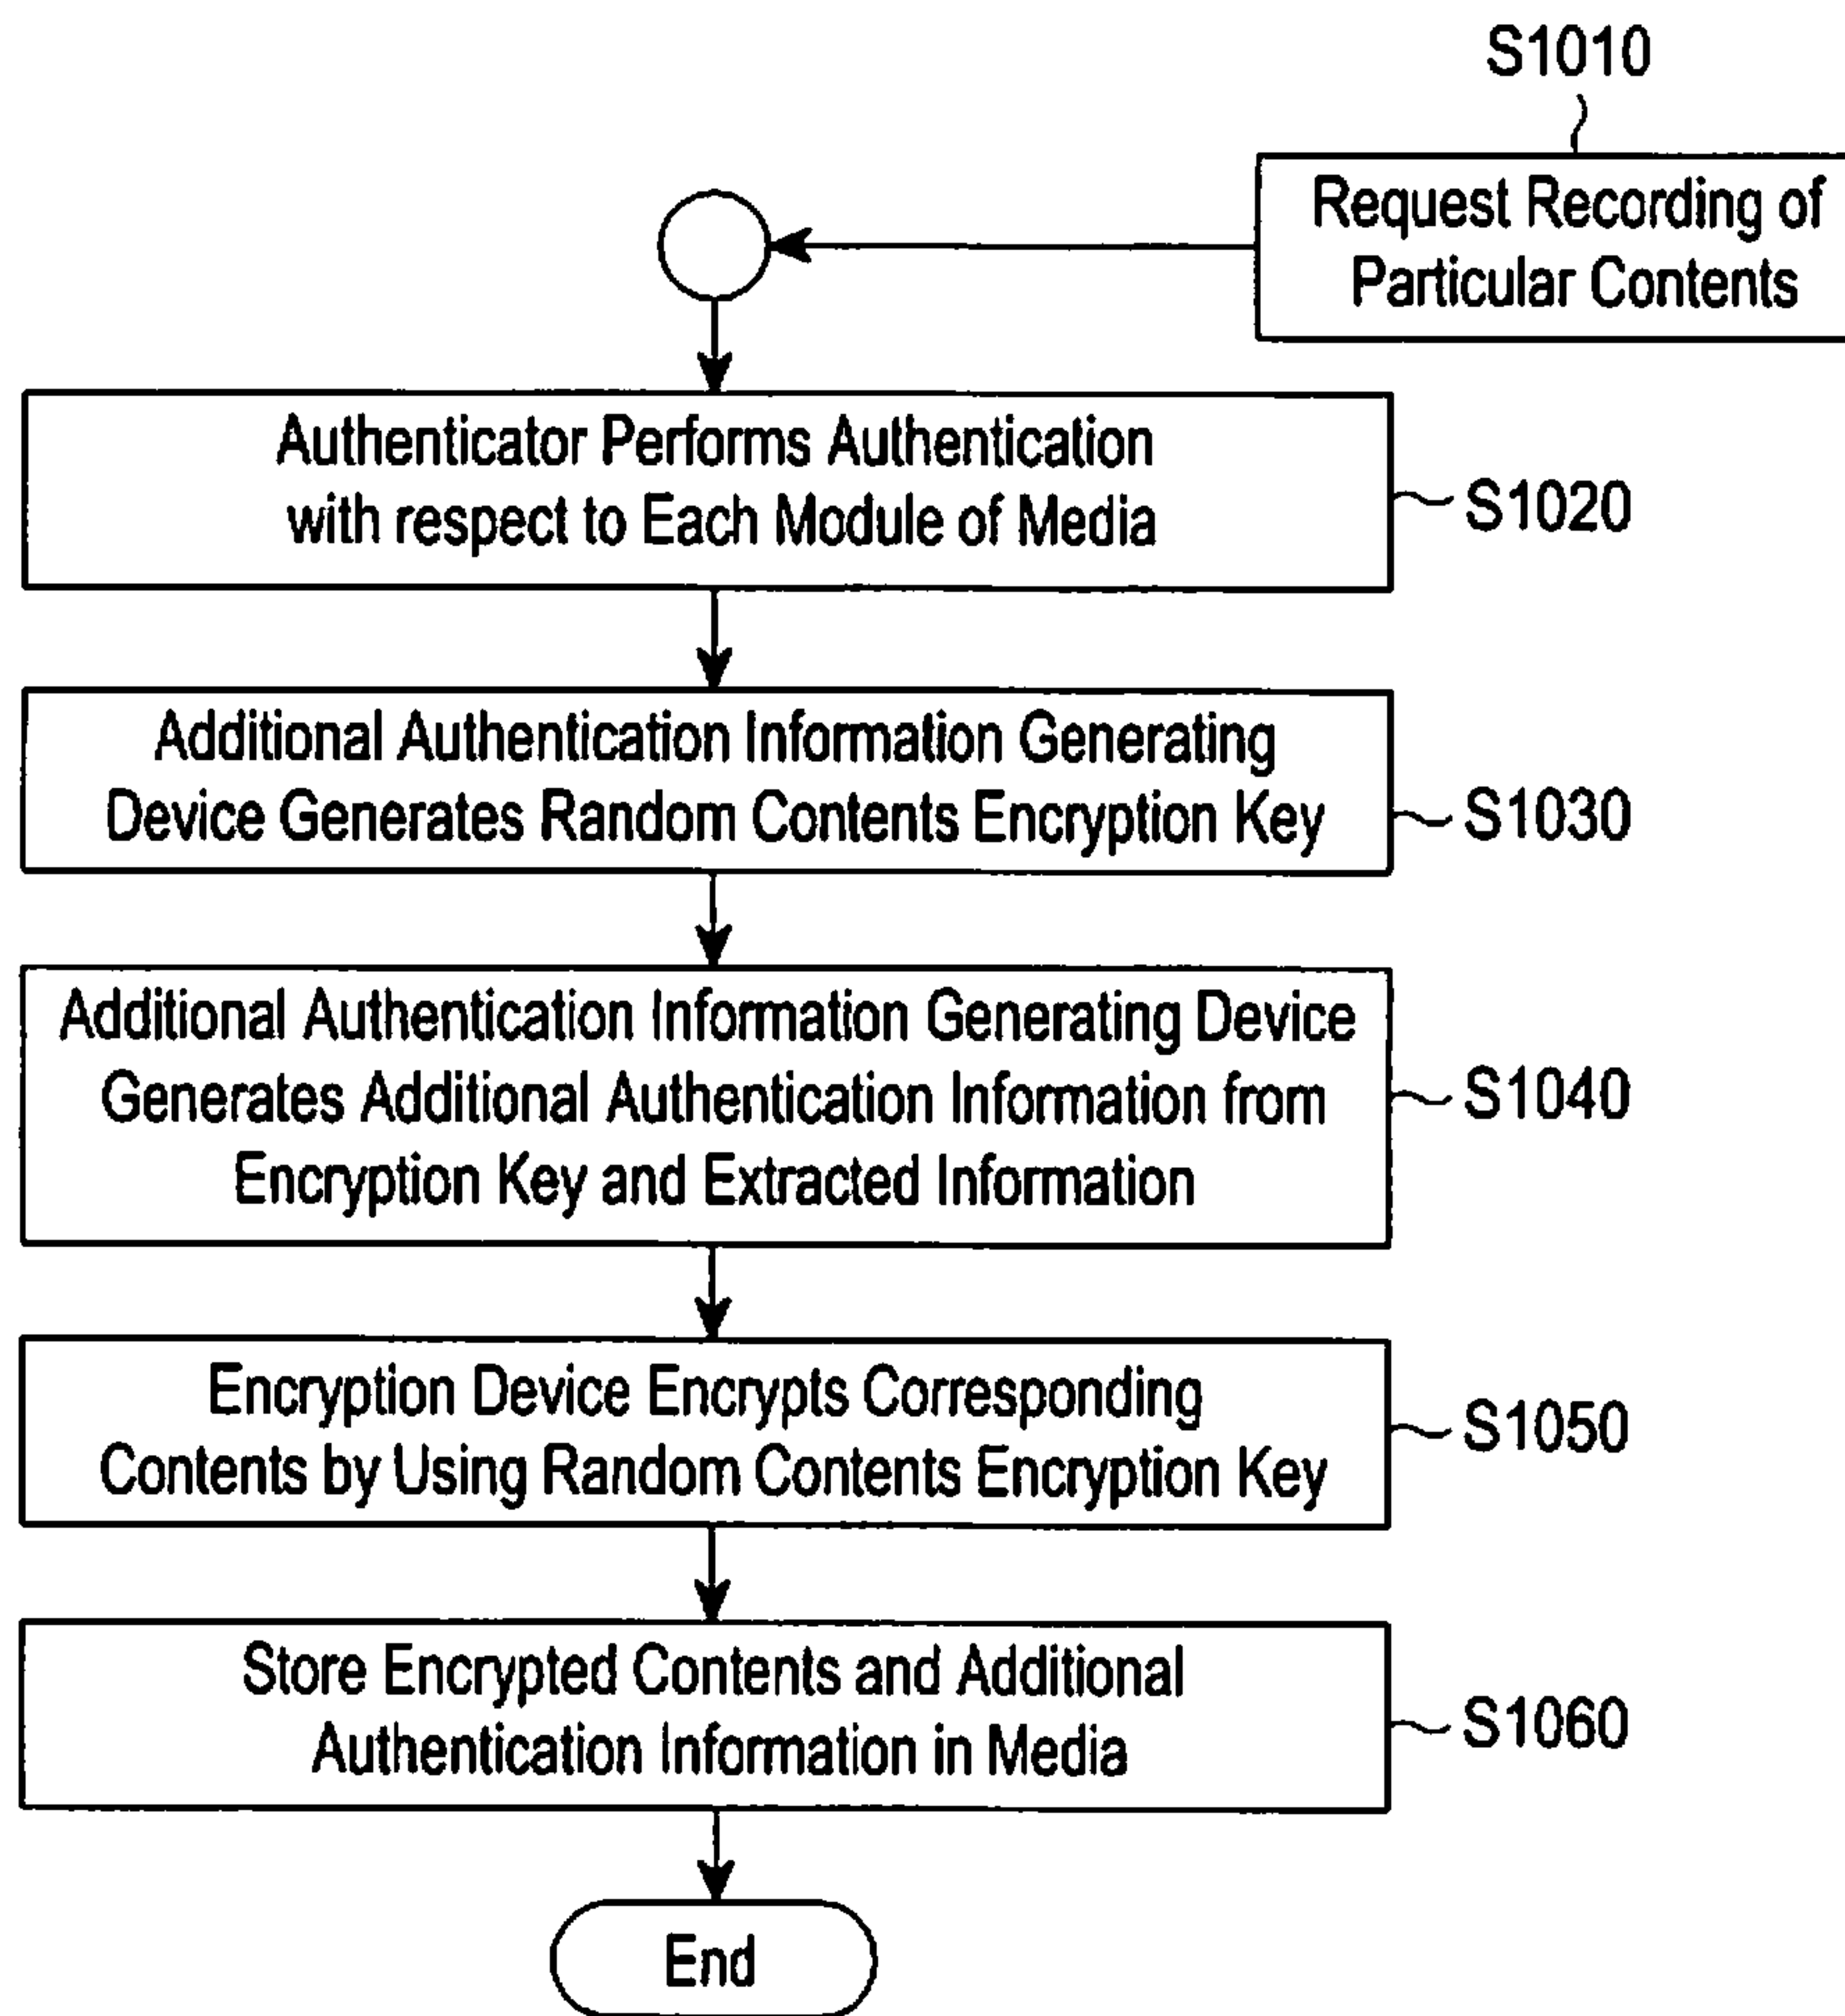 S1010
Request Recording of
Particular Contents
Authenticator Performs Authentication
with respect to Each Module of Media
S1020
Additional Authentication Information Generating
Device Generates Random Contents Encryption Key
S1030
Additional Authentication Information Generating Device
Generates Additional Authentication Information from
Encryption Key and Extracted Information
S1040
Encryption Device Encrypts Corresponding
Contents by Using Random Contents Encryption Key
S1050
Store Encrypted Contents and Additional
Authentication Information in Media
S1060
End